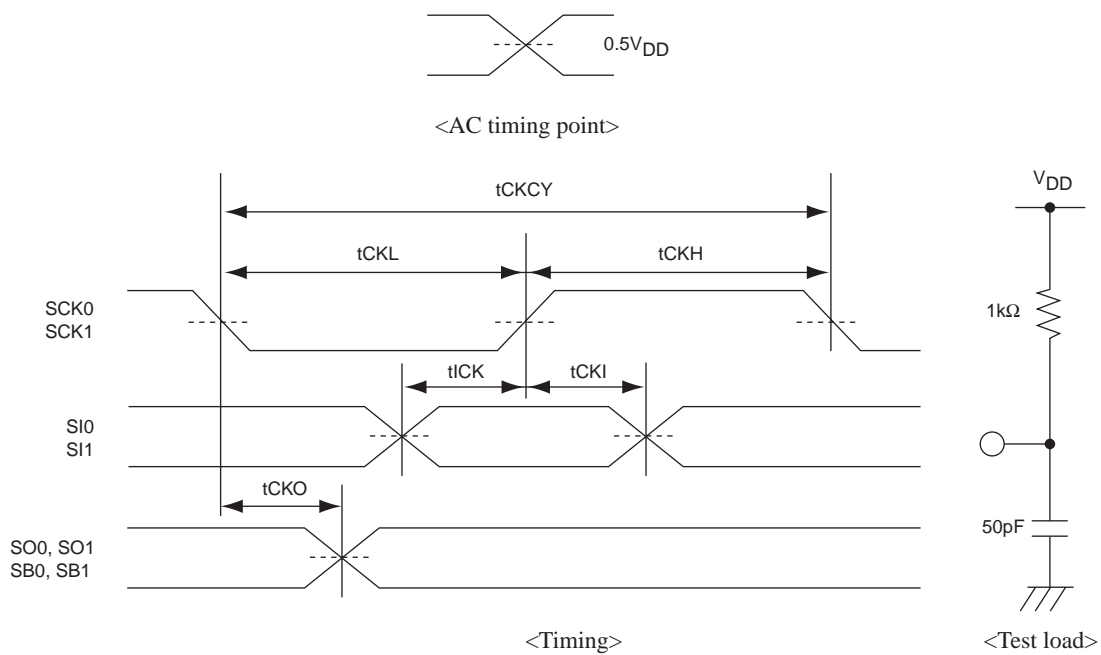 0.5VDD
<AC timing point>
tCKCY
VDD
tCKL
tCKH
SCK0
SCK1
1kΩ
tICK
tCKI
SI0
SI1
tCKO
50pF
SO0, SO1
SB0, SB1
<Timing>
<Test load>